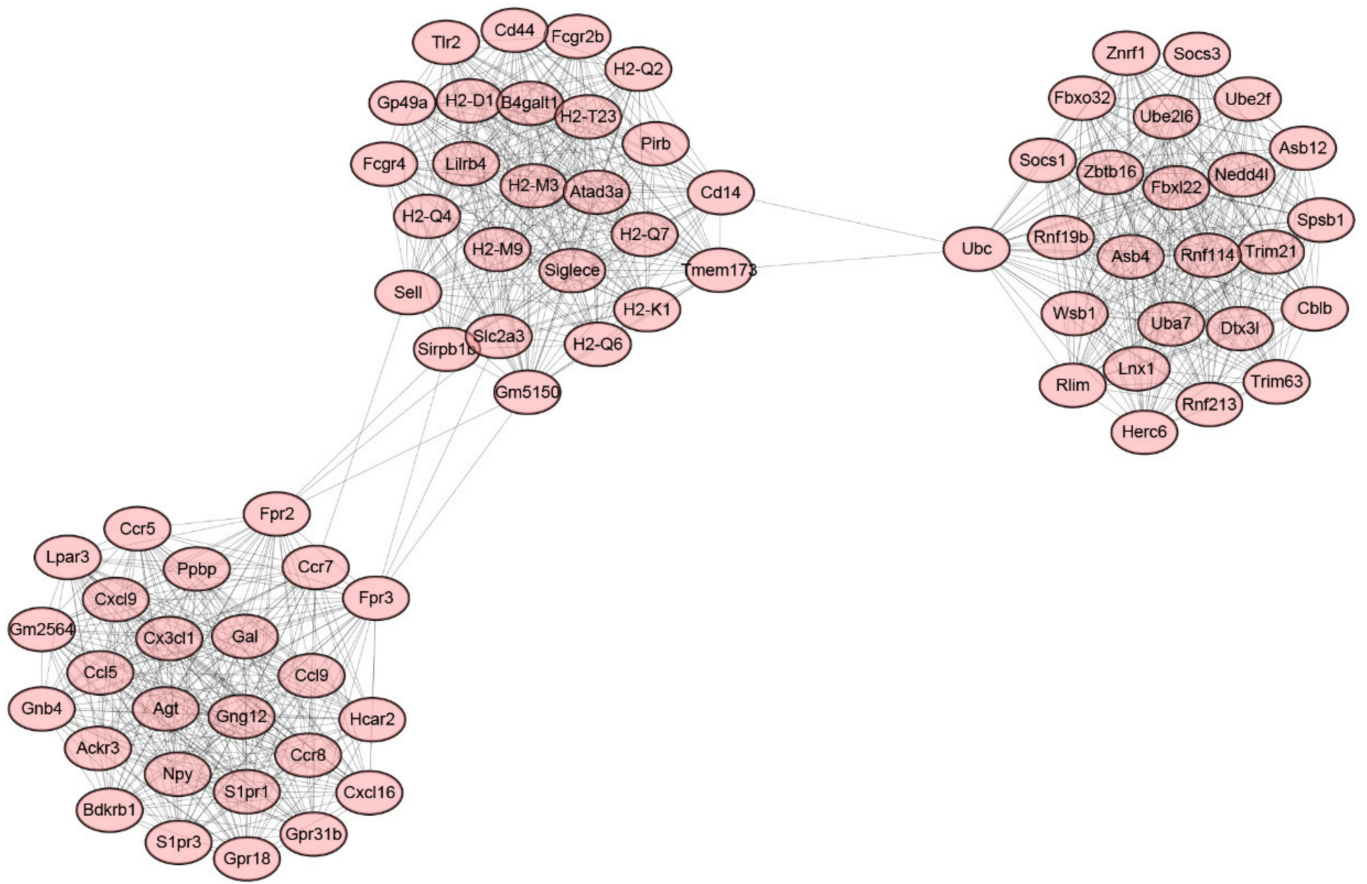 Cd44
Fcgr2b
Tlr2
H2-Q2
Gp49a
H2-D1
B4galt1
H2-T23
Pirb
Fcgr4
Lilrb4
H2-M3
Atad3a
Cd14
H2-Q4
H2-Q7
H2-M9
Siglece
Tmem173
Sell
H2-K1
Slc2a3
Sirpb1b
H2-Q6
Gm5150
Znrf1
Socs3
Fbxo32
Ube2l6
Ube2f
Asb12
Socs1
Zbtb16
Fbxl22
Nedd4l
Spsb1
Ubc
Rnf19b
Asb4
Rnf114
Trim21
Wsb1
Uba7
Dtx3l
Cblb
Lnx1
Rlim
Trim63
Rnf213
Herc6
Fpr2
Ccr5
Lpar3
Ppbp
Ccr7
Cxcl9
Fpr3
Gm2564
Cx3cl1
Gal
Ccl5
Ccl9
Gnb4
Agt
Gng12
Hcar2
Ackr3
Ccr8
Npy
S1pr1
Cxcl16
Bdkrb1
S1pr3
Gpr31b
Gpr18